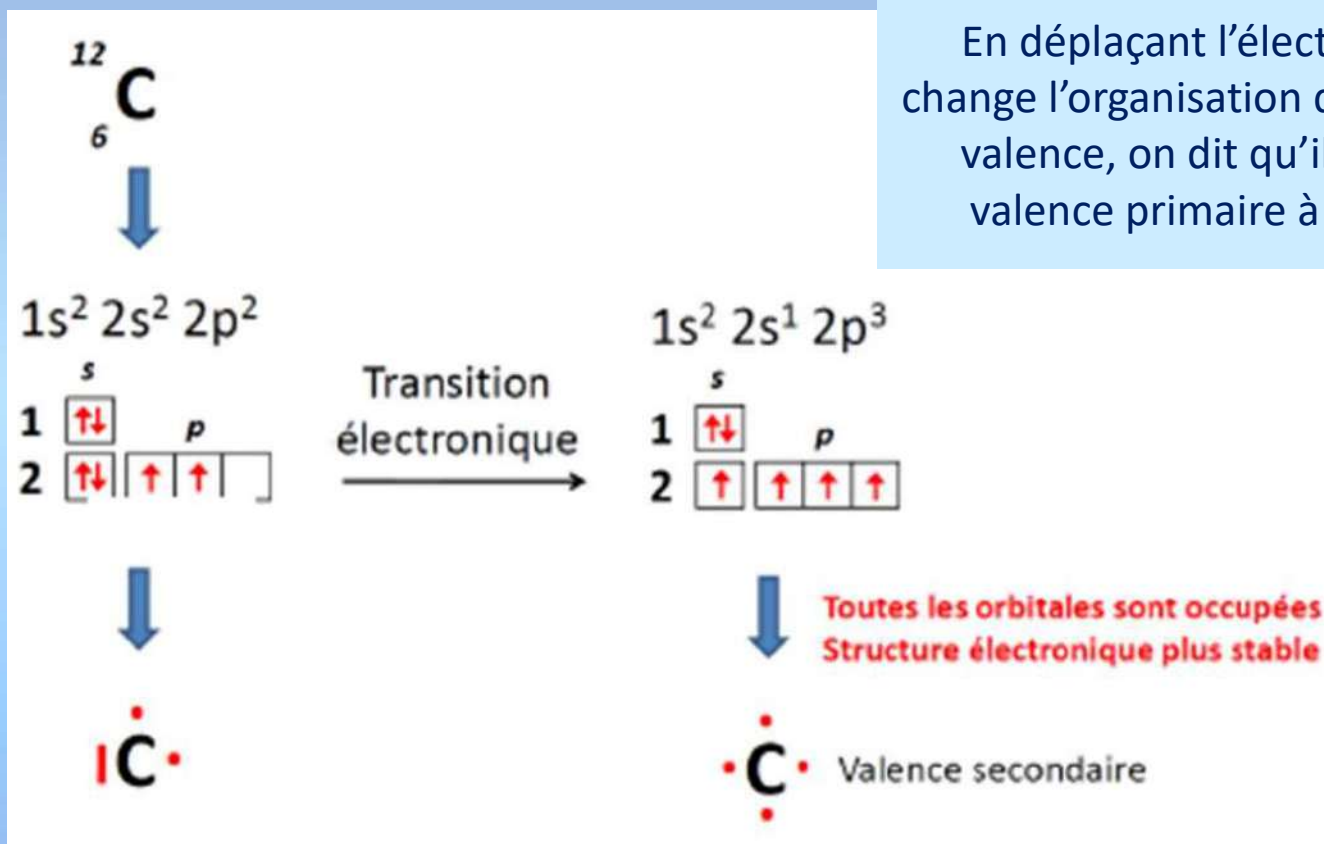 En déplaçant l'élect
change l'organisation
valence, on dit qu'i
valence primaire à
12
C
6
1s² 2s² 2p²
s
1 ↑↓ p
2 ↑↓ ↑ ↑
Transition
électronique
1s² 2s¹ 2p³
s
1 ↑↓ p
2 ↑ ↑ ↑ ↑
Toutes les orbitales sont occupées
Structure électronique plus stable
C
C Valence secondaire